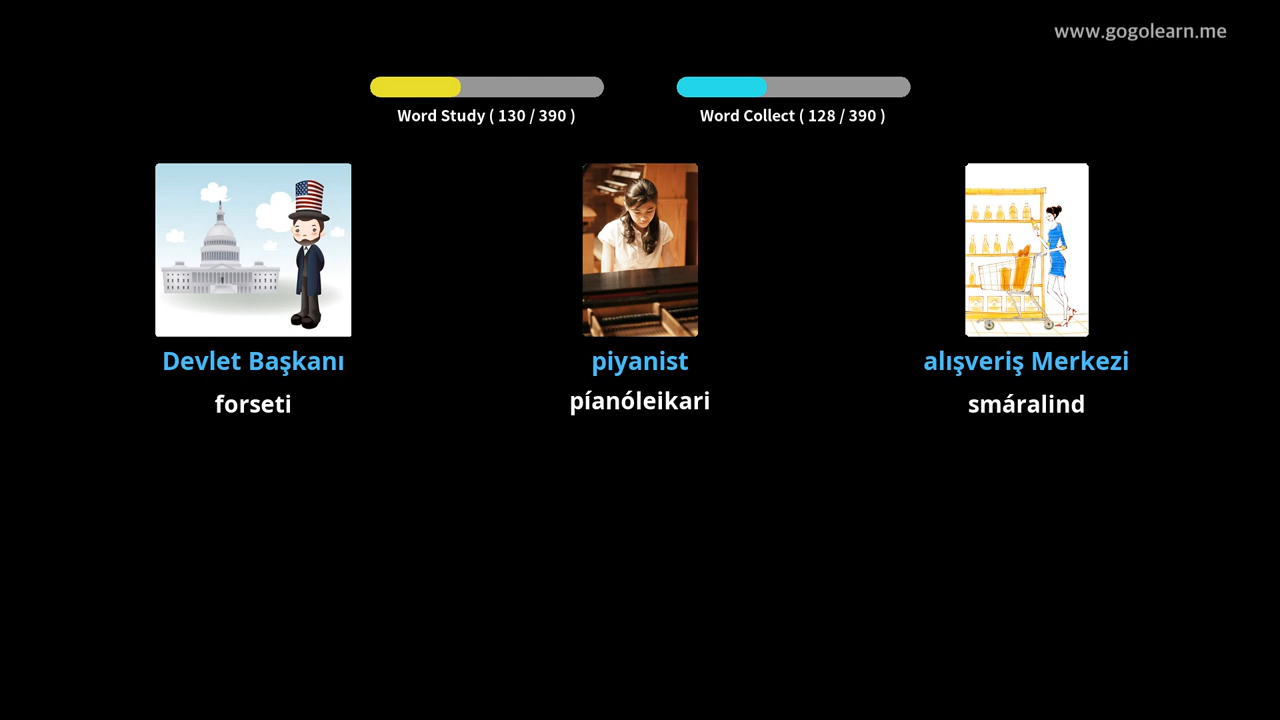 www.gogolearn.me
Word Study ( 130 / 390 )
Word Collect ( 128 / 390 )
Devlet Başkanı
piyanist
alışveriş Merkezi
forseti
píanóleikari
smáralind